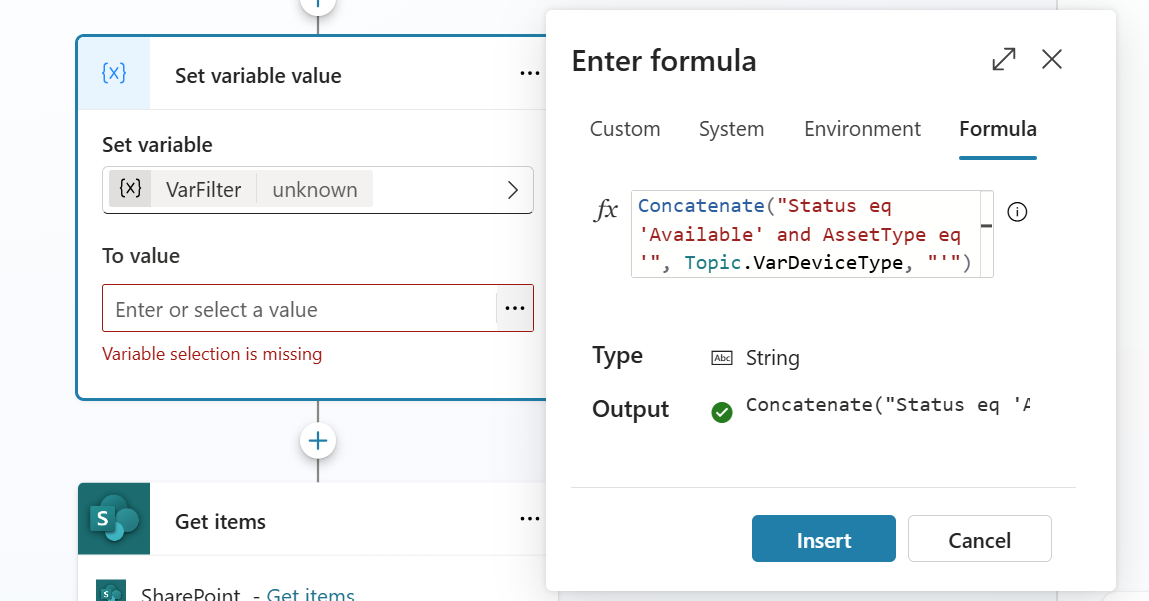 {x}
Set variable value
...
Set variable
{x} VarFilter unknown
To value
Enter or select a value
...
Variable selection is missing
S
Get items
...
S
SharePoint - Get items
Enter formula
Custom
System
Environment
Formula
fx
Concatenate("Status eq
'Available' and AssetType eq
'", Topic.VarDeviceType, "'")
Type
Abc
String
Output
Concatenate("Status eq 'A
Insert
Cancel